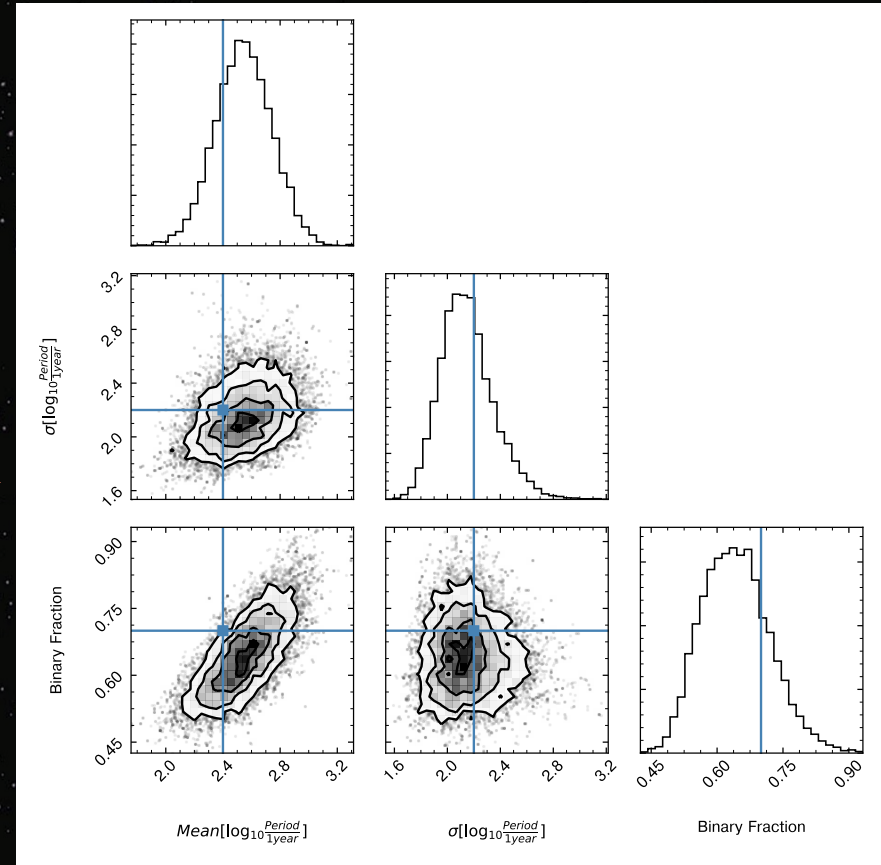 3.2
2.8
2.4
2.0
1.6
σ[log10 Period/1year]
0.90
0.75
0.60
0.45
Binary Fraction
2.0 2.4 2.8 3.2
1.6 2.0 2.4 2.8 3.2
0.45 0.60 0.75 0.90
Mean[log10 Period/1year]
σ[log10 Period/1year]
Binary Fraction